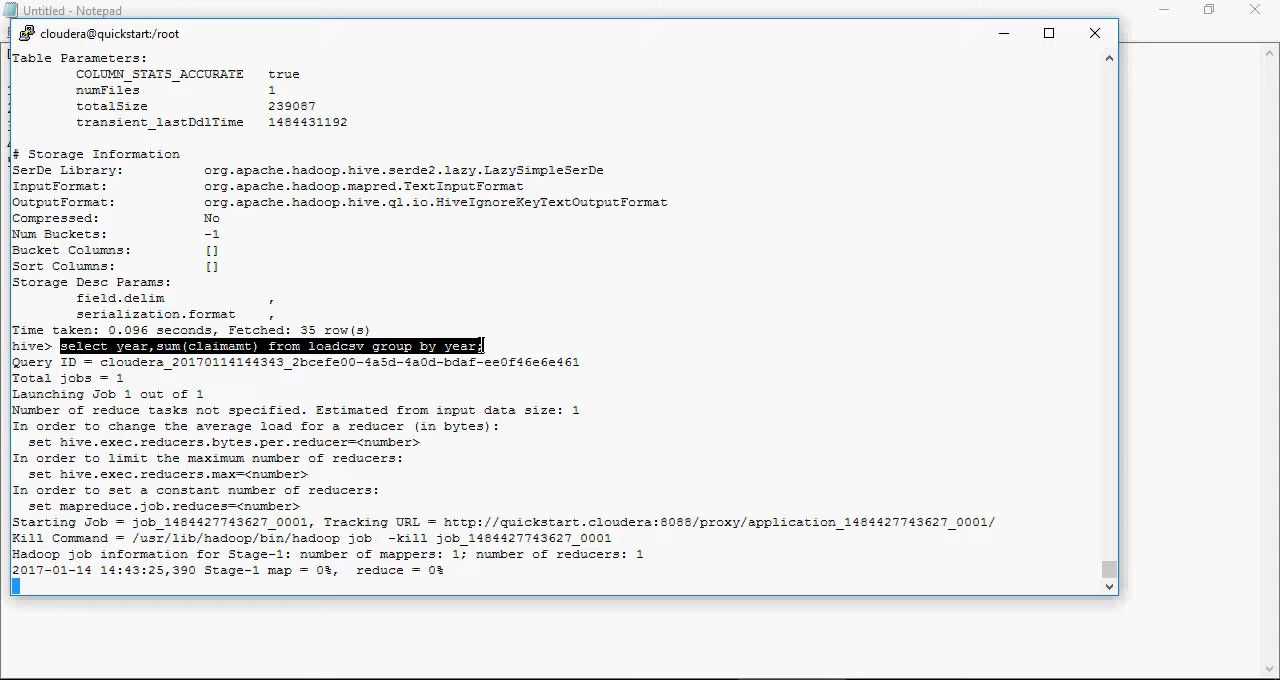 Untitled - Notepad
cloudera@quickstart:/root
Table Parameters:
COLUMN_STATS_ACCURATE true
numFiles 1
totalSize 239087
transient_lastDdlTime 1484431192
# Storage Information
SerDe Library: org.apache.hadoop.hive.serde2.lazy.LazySimpleSerDe
InputFormat: org.apache.hadoop.mapred.TextInputFormat
OutputFormat: org.apache.hadoop.hive.ql.io.HiveIgnoreKeyTextOutputFormat
Compressed: No
Num Buckets: -1
Bucket Columns: []
Sort Columns: []
Storage Desc Params:
field.delim ,
serialization.format ,
Time taken: 0.096 seconds, Fetched: 35 row(s)
hive> select year,sum(claimamt) from loadcsv group by year;
Query ID = cloudera_20170114144343_2bcefe00-4a5d-4a0d-bdaf-ee0f46e6e461
Total jobs = 1
Launching Job 1 out of 1
Number of reduce tasks not specified. Estimated from input data size: 1
In order to change the average load for a reducer (in bytes):
set hive.exec.reducers.bytes.per.reducer=<number>
In order to limit the maximum number of reducers:
set hive.exec.reducers.max=<number>
In order to set a constant number of reducers:
set mapreduce.job.reduces=<number>
Starting Job = job_1484427743627_0001, Tracking URL = http://quickstart.cloudera:8088/proxy/application_1484427743627_0001/
Kill Command = /usr/lib/hadoop/bin/hadoop job  -kill job_1484427743627_0001
Hadoop job information for Stage-1: number of mappers: 1; number of reducers: 1
2017-01-14 14:43:25,390 Stage-1 map = 0%,  reduce = 0%